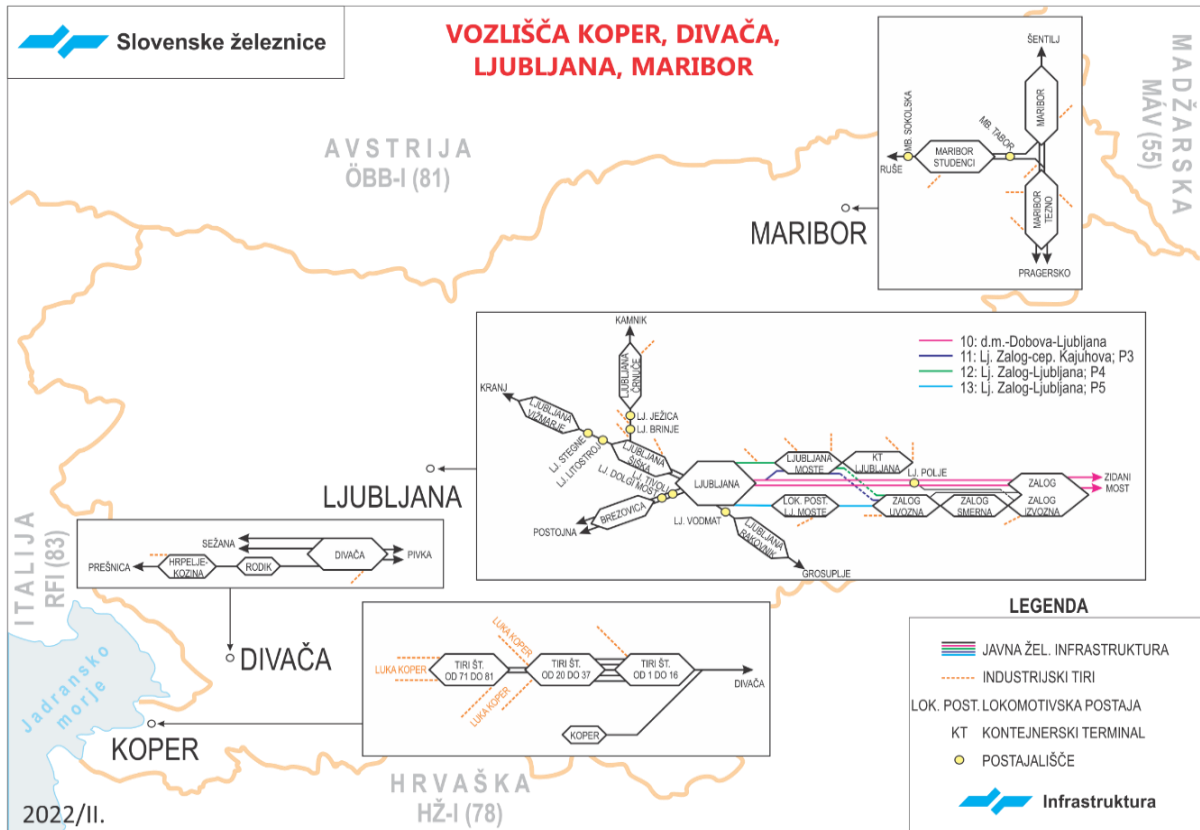 Slovenske železnice
VOZLIŠČA KOPER, DIVAČA,
LJUBLJANA, MARIBOR
AVSTRIJA
ÖBB-I (81)
MADŽARSKA
MÁV (55)
ŠENTILJ
MARIBOR
MB. TABOR
MB. SOKOLSKA
MARIBOR
STUDENCI
RUŠE
MARIBOR
TEZNO
PRAGERSKO
MARIBOR
KAMNIK
10: d.m.-Dobova-Ljubljana
11: Lj. Zalog-cep. Kajuhova; P3
12: Lj. Zalog-Ljubljana; P4
13: Lj. Zalog-Ljubljana; P5
LJUBLJANA
ČRNUČE
KRANJ
LJUBLJANA
VIŽMARJE
LJ. JEŽICA
LJ. BRINJE
LJ. STEGNE
LJ. LITOSTROJ
LJUBLJANA
ŠIŠKA
LJ. TIVOLI
LJ. DOLGI MOST
LJUBLJANA
LJUBLJANA
MOSTE
KT
LJUBLJANA
LJ. POLJE
ZALOG
ZIDANI
MOST
BREZOVICA
POSTOJNA
LJ. VODMAT
LOK. POST.
LJ. MOSTE
ZALOG
UVOZNA
ZALOG
SMERNA
ZALOG
IZVOZNA
LJUBLJANA
RAKOVNIK
GROSUPLJE
LJUBLJANA
ITALIJA
RFI (83)
SEŽANA
DIVAČA
PIVKA
PREŠNICA
HRPELJE-
KOZINA
RODIK
DIVAČA
LUKA KOPER
LUKA KOPER
LUKA KOPER
TIRI ŠT.
OD 71 DO 81
TIRI ŠT.
OD 20 DO 37
TIRI ŠT.
OD 1 DO 16
DIVAČA
KOPER
KOPER
Jadransko
morje
HRVAŠKA
HŽ-I (78)
LEGENDA
JAVNA ŽEL. INFRASTRUKTURA
INDUSTRIJSKI TIRI
LOK. POST. LOKOMOTIVSKA POSTAJA
KT KONTEJNERSKI TERMINAL
POSTAJALIŠČE
Infrastruktura
2022/II.